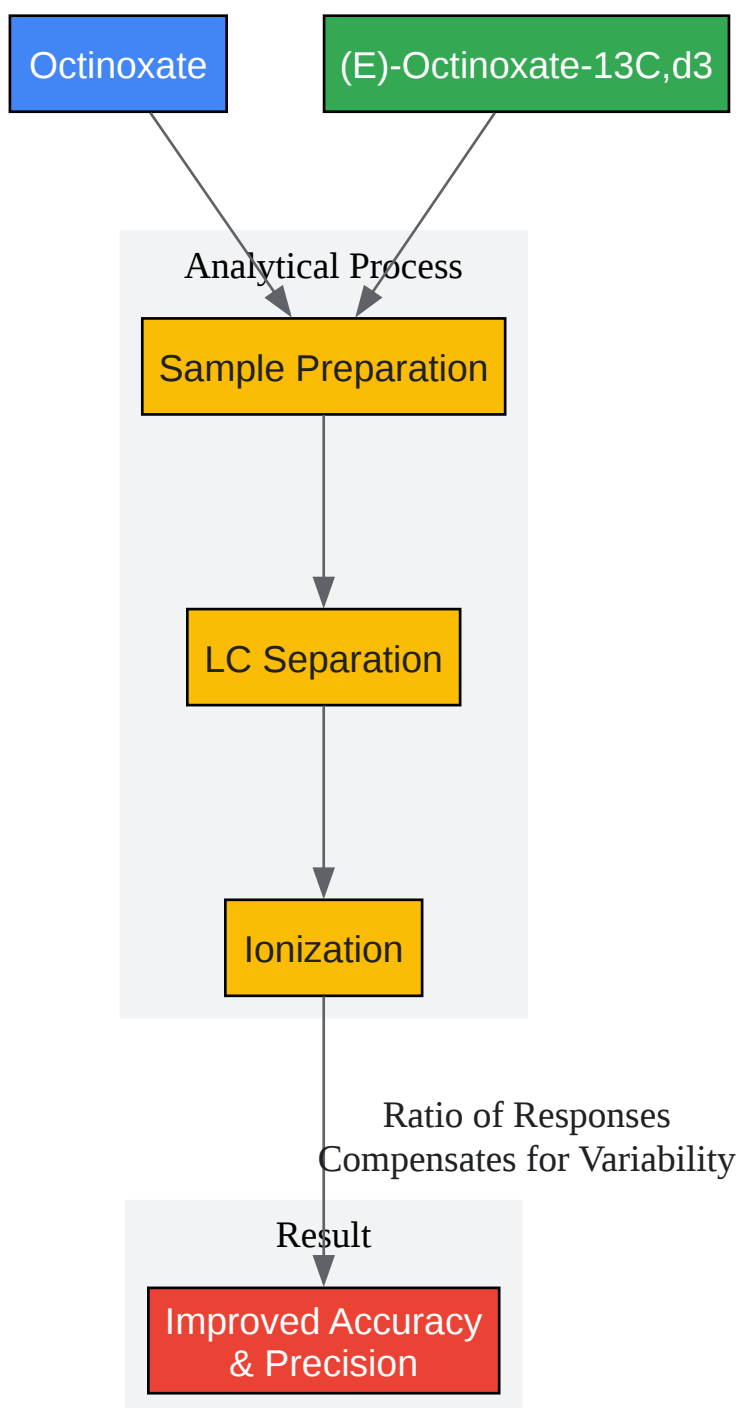 Octinoxate
(E)-Octinoxate-13C,d3
Analytical Process
Sample Preparation
LC Separation
Ionization
Ratio of Responses
Compensates for Variability
Result
Improved Accuracy
& Precision